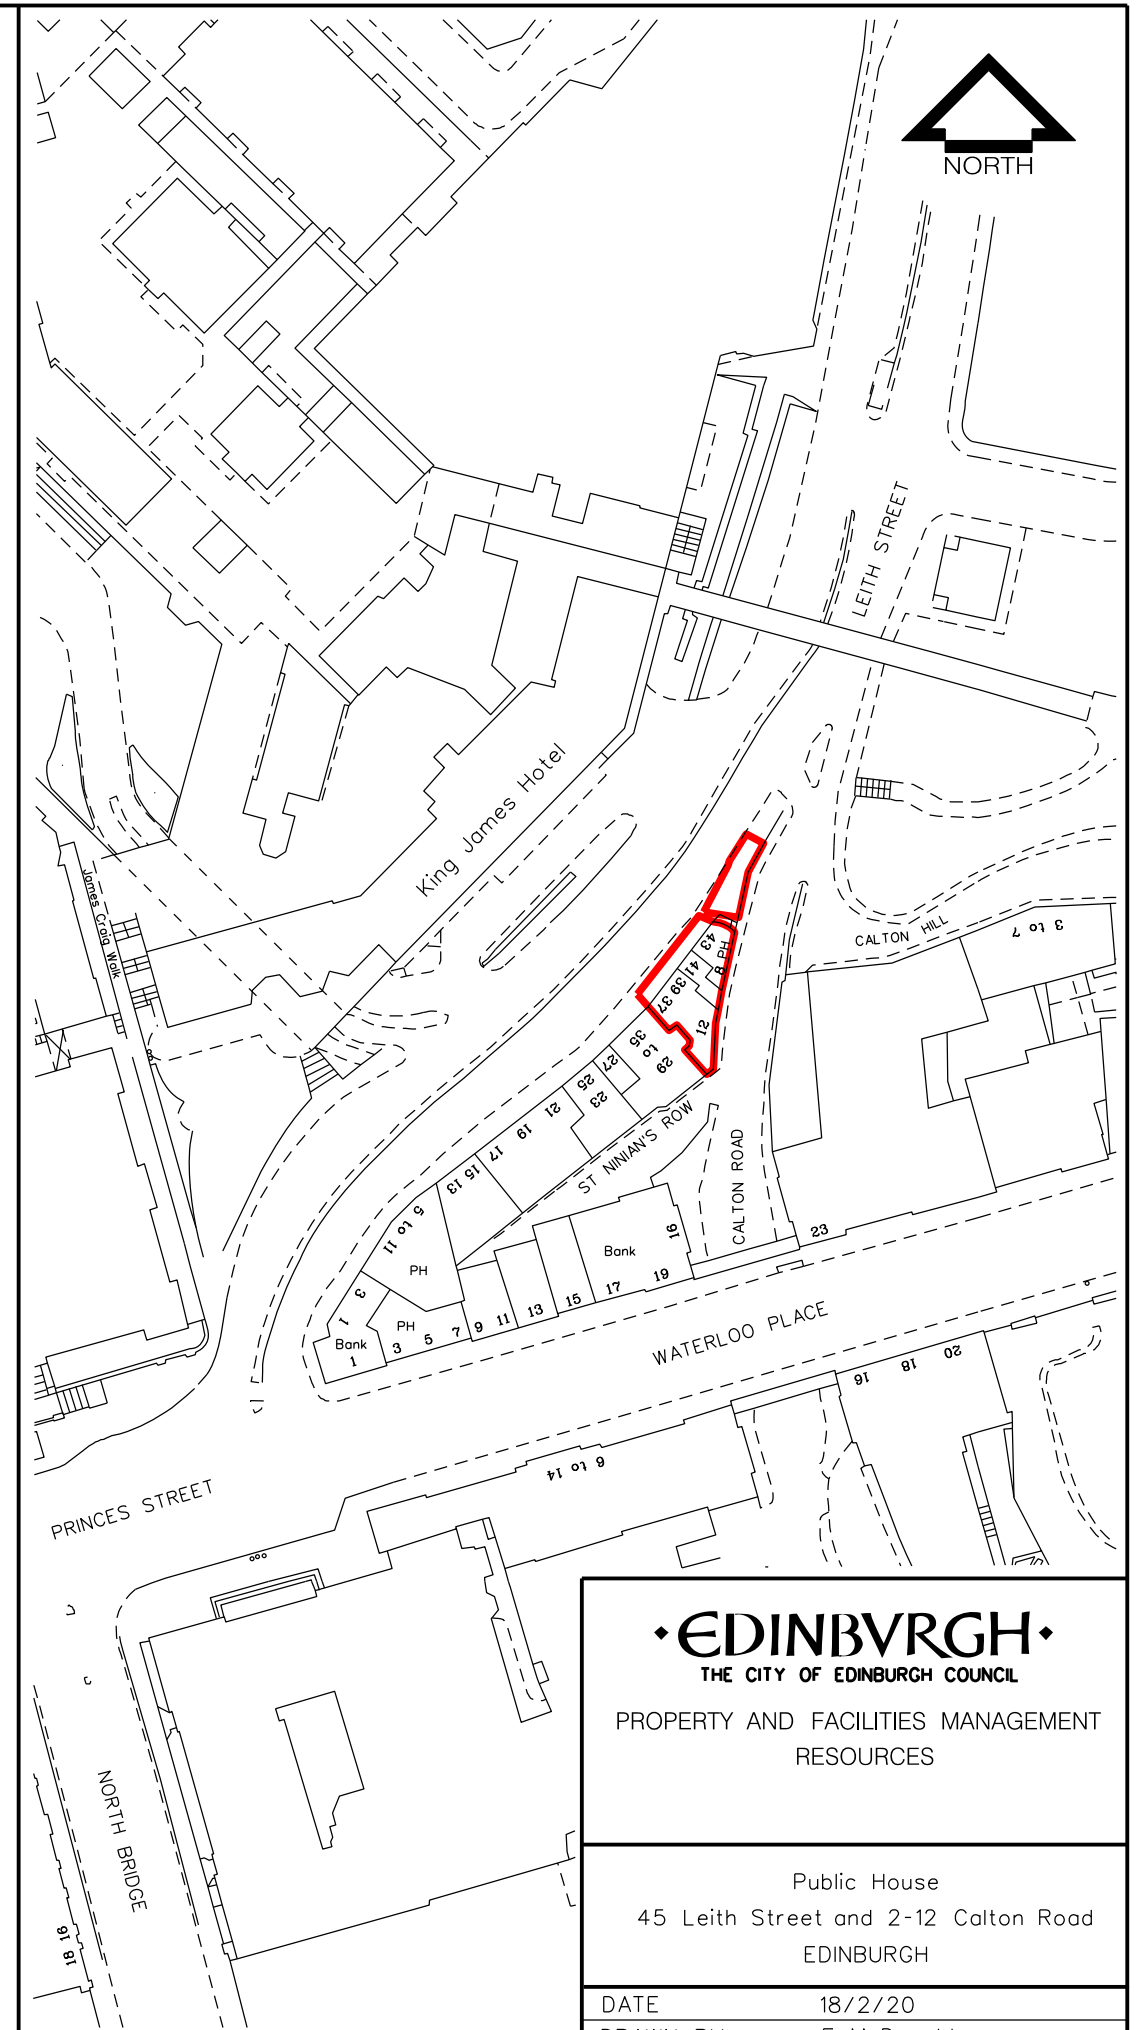 NORTH
LEITH STREET
King James Hotel
James Craig Walk
CALTON HILL
3 to 7
43
PH
8
41
39
37
12
29 to 35
27
25
23
21
19
17
15
13
ST NINIAN'S ROW
CALTON ROAD
5 to 11
PH
16
Bank
23
3
1
PH
Bank
1
3
5
7
9
11
13
15
17
19
WATERLOO PLACE
20
18
16
6 to 14
PRINCES STREET
NORTH BRIDGE
18 16
EDINBVRGH
THE CITY OF EDINBURGH COUNCIL
PROPERTY AND FACILITIES MANAGEMENT
RESOURCES
Public House
45 Leith Street and 2-12 Calton Road
EDINBURGH
DATE 18/2/20